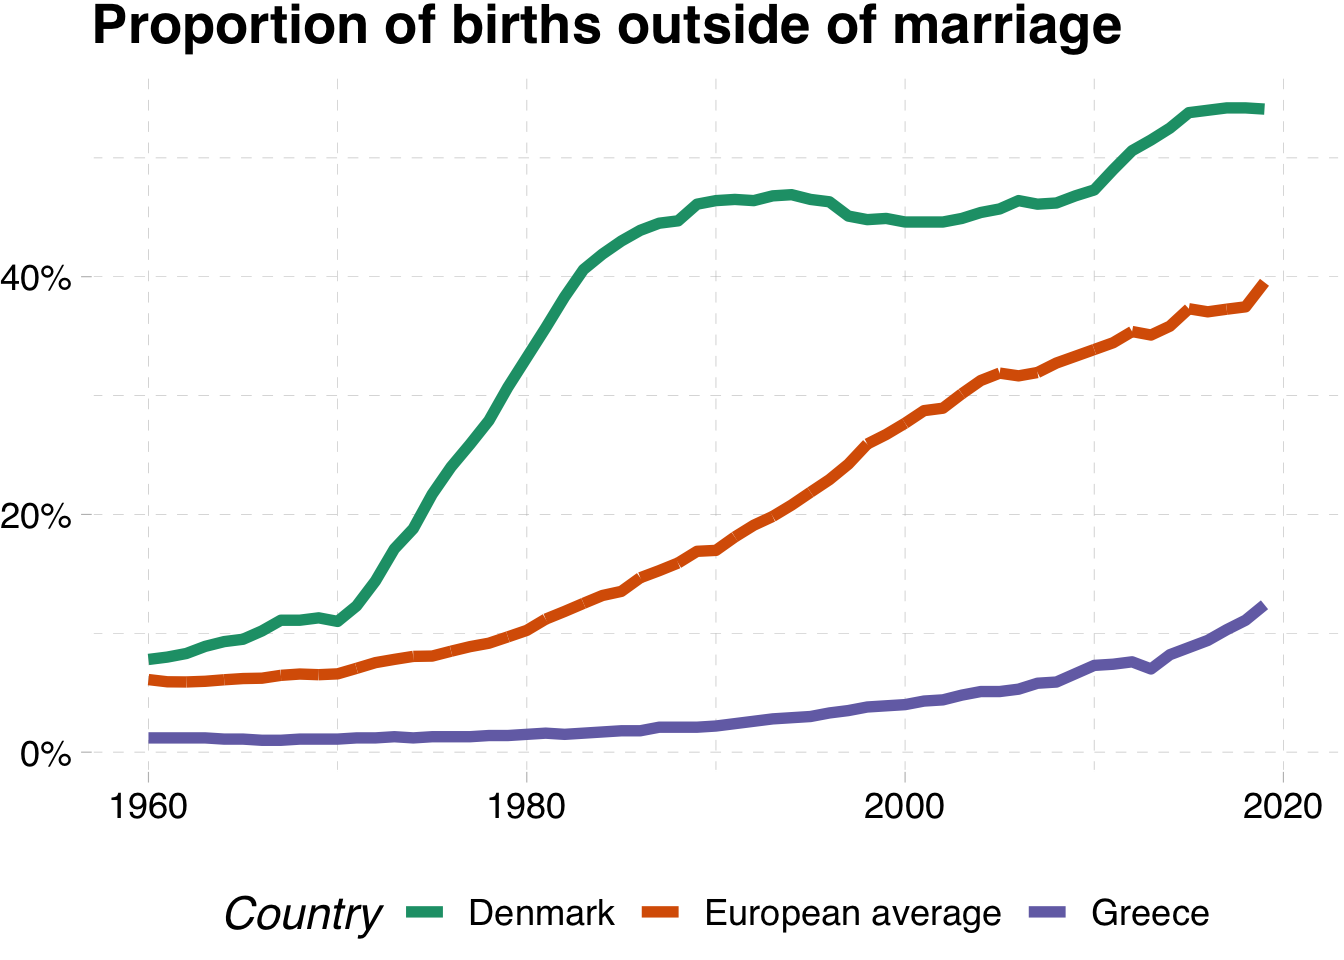 Proportion of births outside of marriage
40%
20%
0%
1960 1980 2000 2020
Country Denmark European average Greece